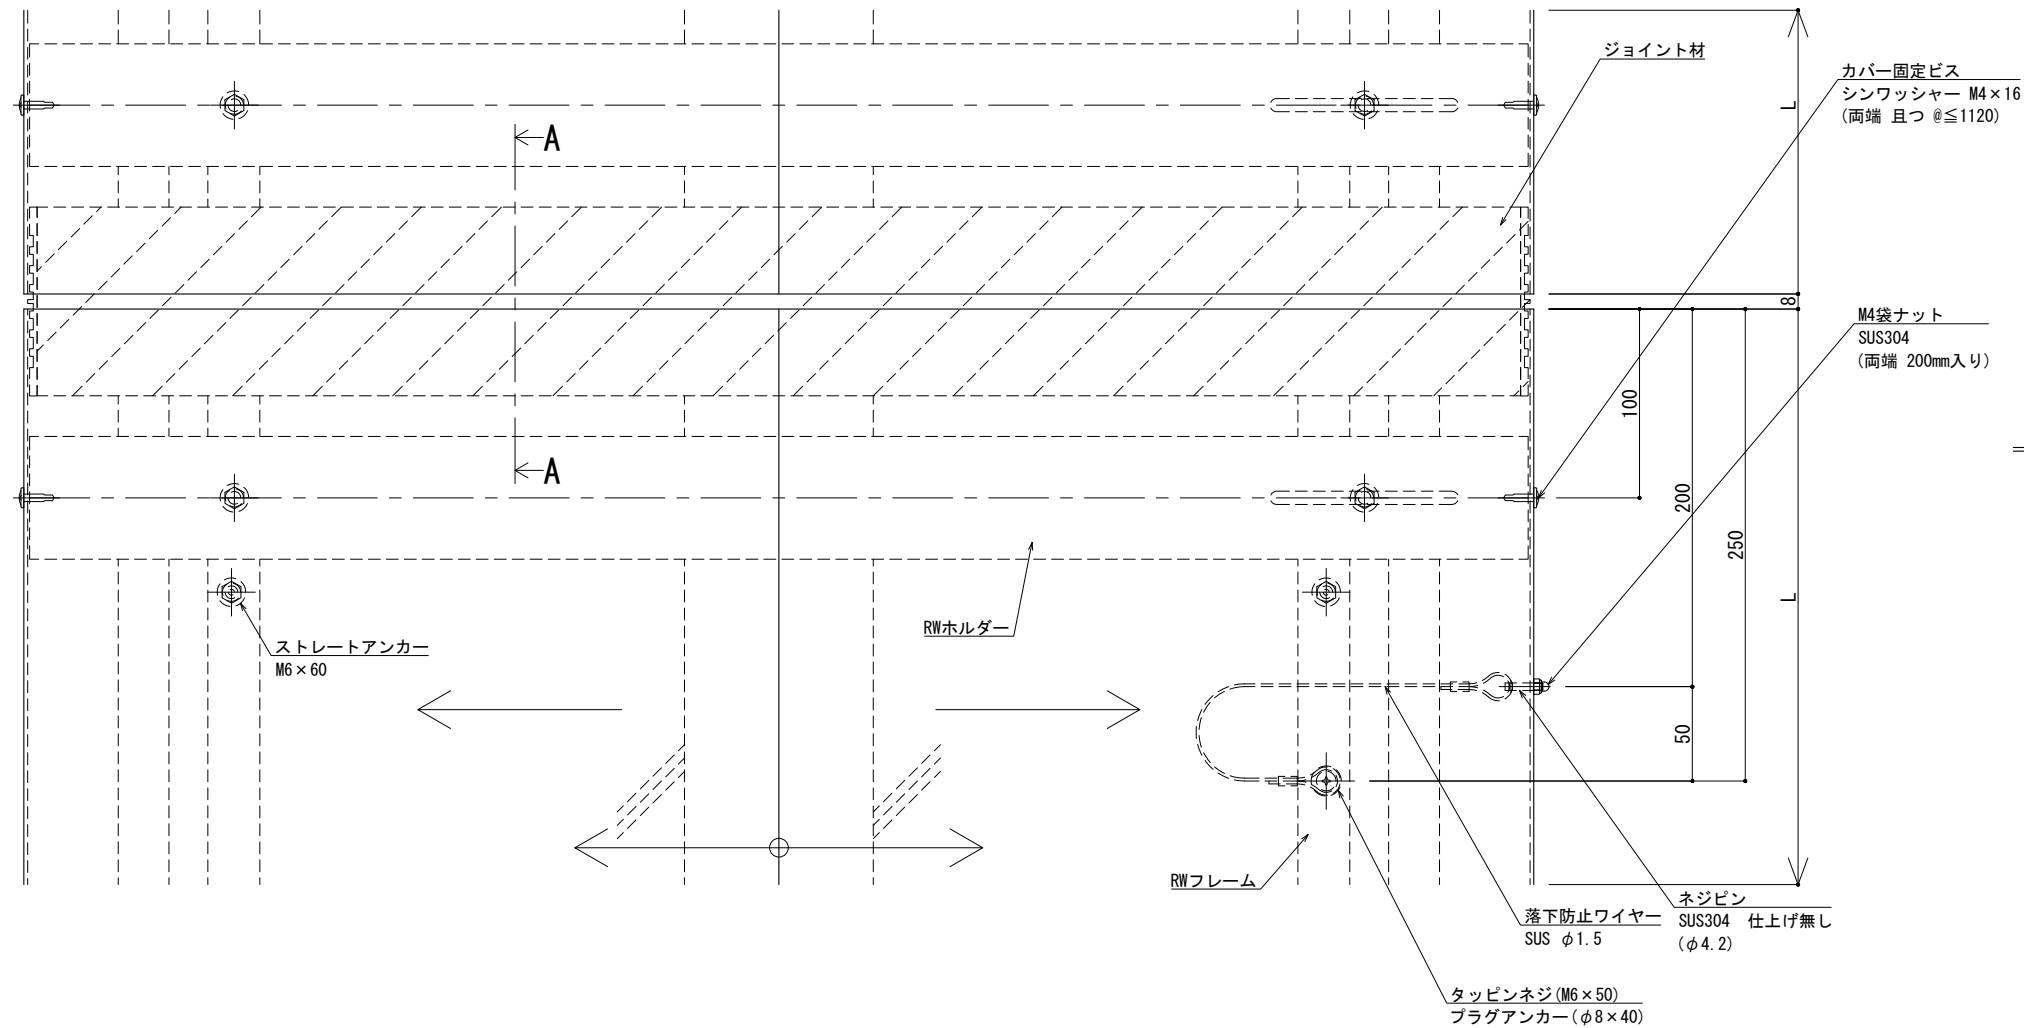 ジョイント材
カバー固定ビス
シンワッシャー M4×16
(両端 且つ @≦1120)
A
L
8
M4袋ナット
SUS304
(両端 200mm入り)
100
A
200
250
L
RWホルダー
ストレートアンカー
M6×60
50
RWフレーム
ネジピン
SUS304 仕上げ無し
(φ4.2)
落下防止ワイヤー
SUS φ1.5
タッピンネジ(M6×50)
プラグアンカー(φ8×40)